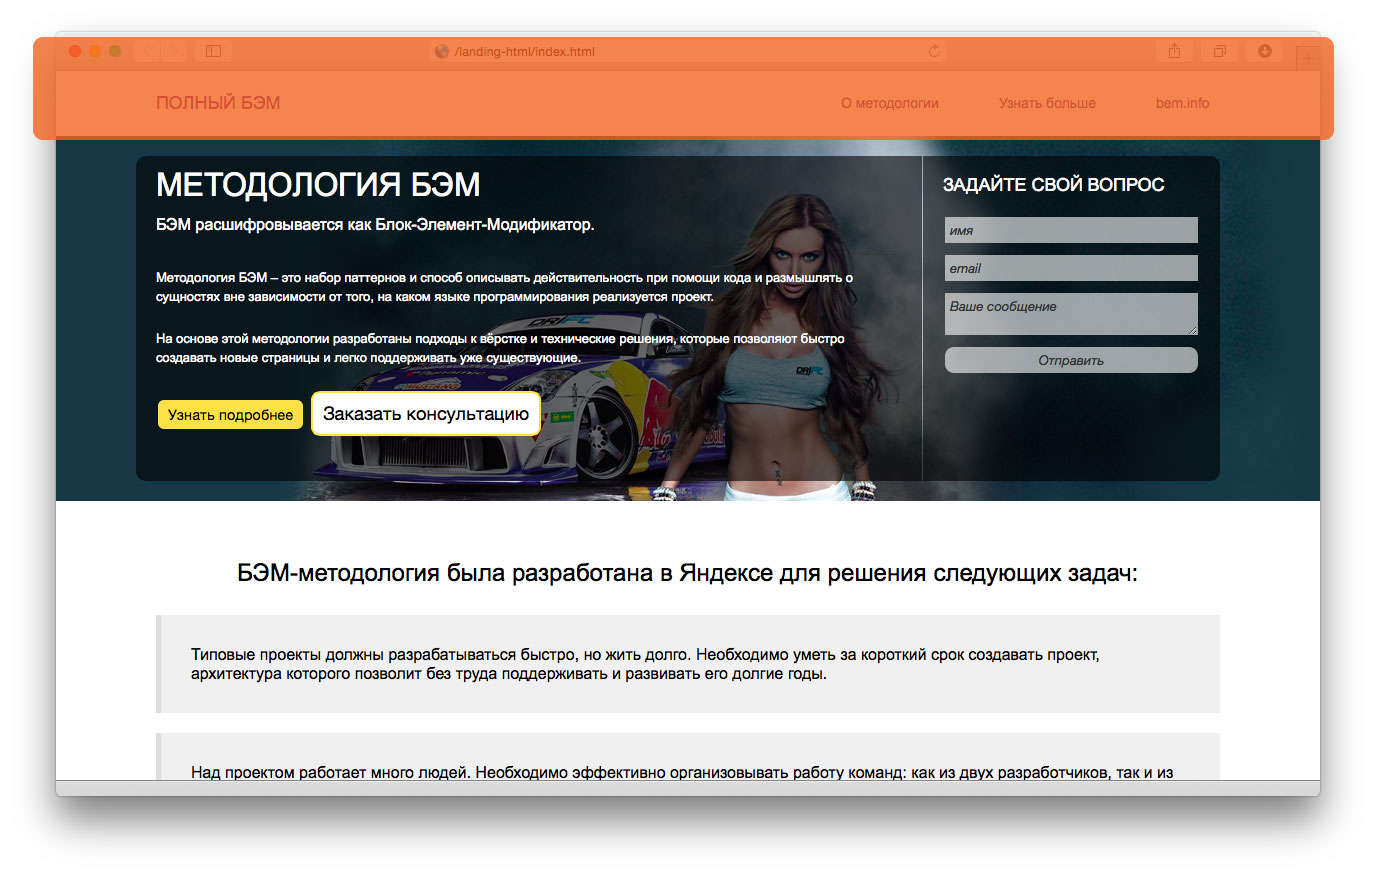 /landing-html/index.html
ПОЛНЫЙ БЭМ
О методологии
Узнать больше
bem.info
МЕТОДОЛОГИЯ БЭМ
БЭМ расшифровывается как Блок-Элемент-Модификатор.
Методология БЭМ – это набор паттернов и способ описывать действительность при помощи кода и размышлять о
сущностях вне зависимости от того, на каком языке программирования реализуется проект.
На основе этой методологии разработаны подходы к вёрстке и технические решения, которые позволяют быстро
создавать новые страницы и легко поддерживать уже существующие.
Узнать подробнее
Заказать консультацию
ЗАДАЙТЕ СВОЙ ВОПРОС
имя
email
Ваше сообщение
Отправить
БЭМ-методология была разработана в Яндексе для решения следующих задач:
Типовые проекты должны разрабатываться быстро, но жить долго. Необходимо уметь за короткий срок создавать проект,
архитектура которого позволит без труда поддерживать и развивать его долгие годы.
Над проектом работает много людей. Необходимо эффективно организовывать работу команд: как из двух разработчиков, так и из